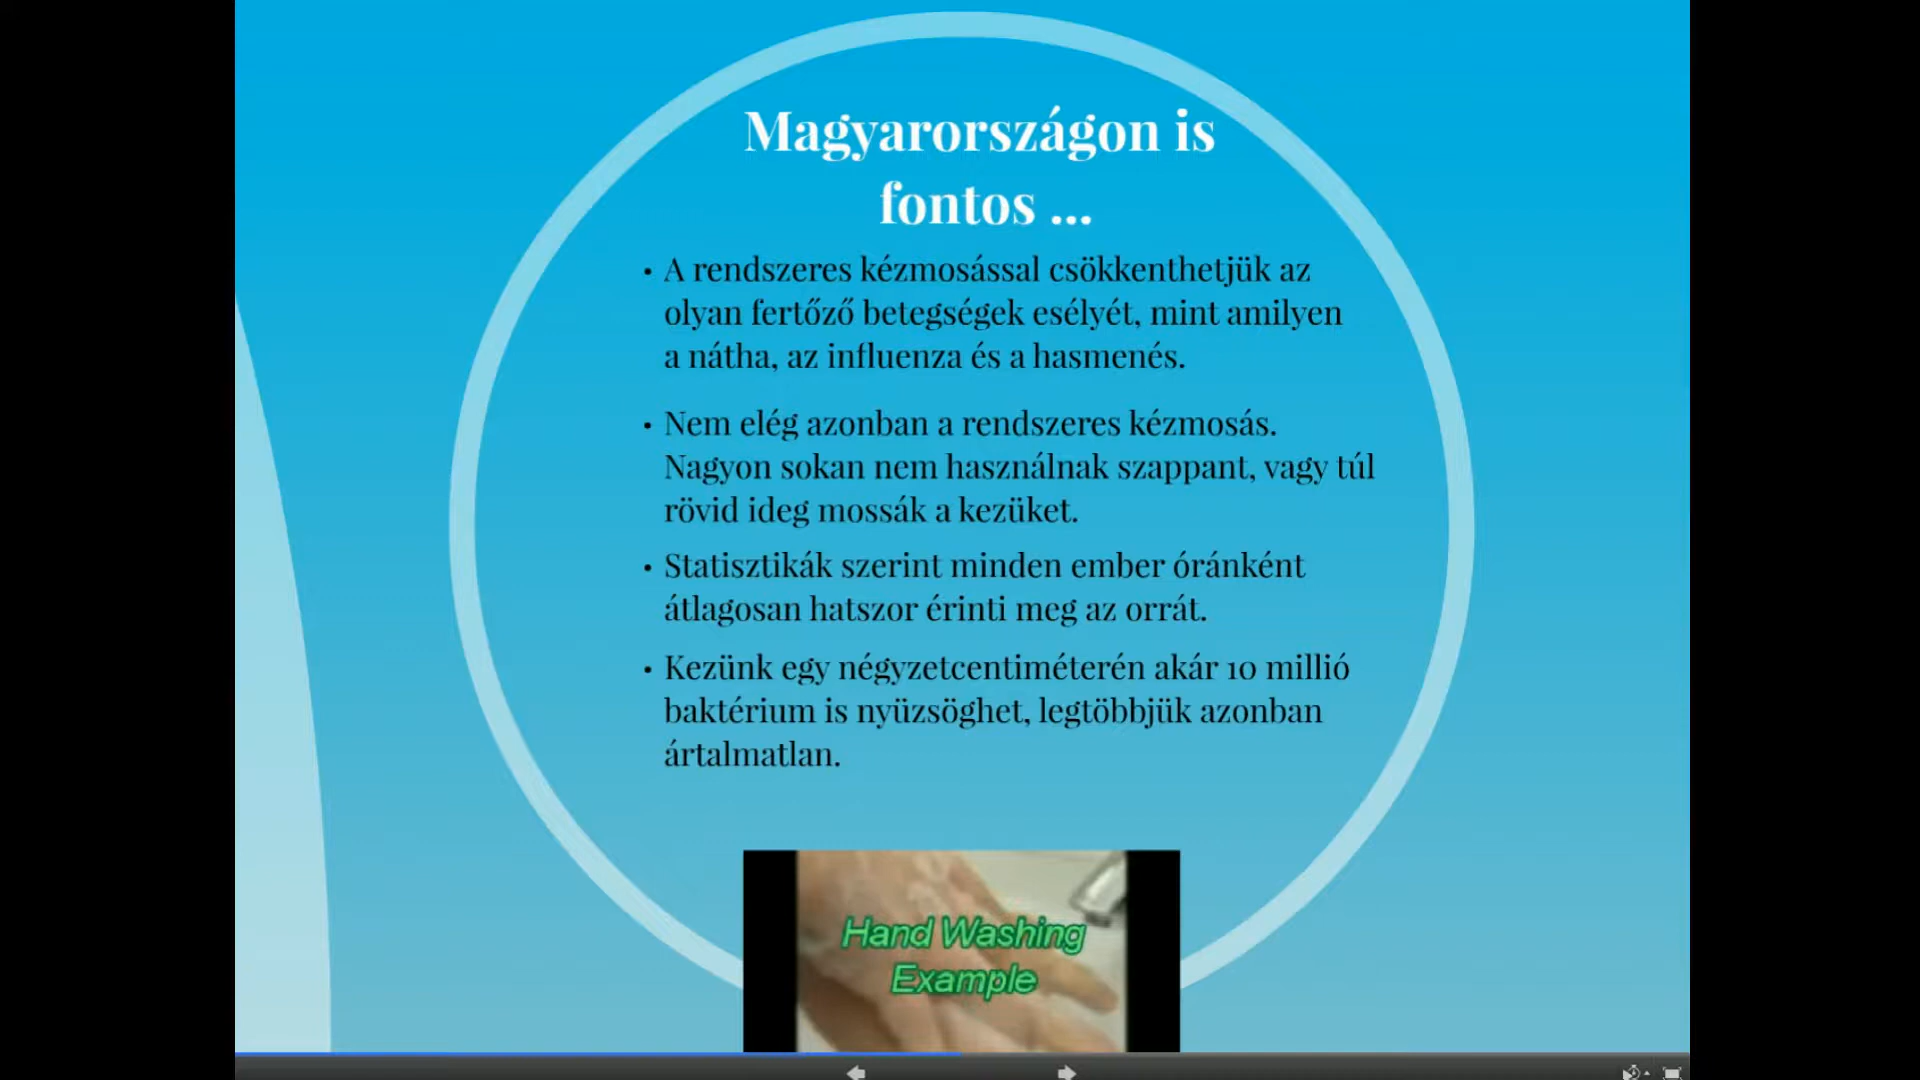 Magyarországon is
fontos ...
• A rendszeres kézmosással csökkenthetjük az
olyan fertőző betegségek esélyét, mint amilyen
a nátha, az influenza és a hasmenés.
• Nem elég azonban a rendszeres kézmosás.
Nagyon sokan nem használnak szappant, vagy túl
rövid ideg mossák a kezüket.
• Statisztikák szerint minden ember óránként
átlagosan hatszor érinti meg az orrát.
• Kezünk egy négyzetcentiméterén akár 10 millió
baktérium is nyüzsöghet, legtöbbjük azonban
ártalmatlan.
Hand Washing
Example